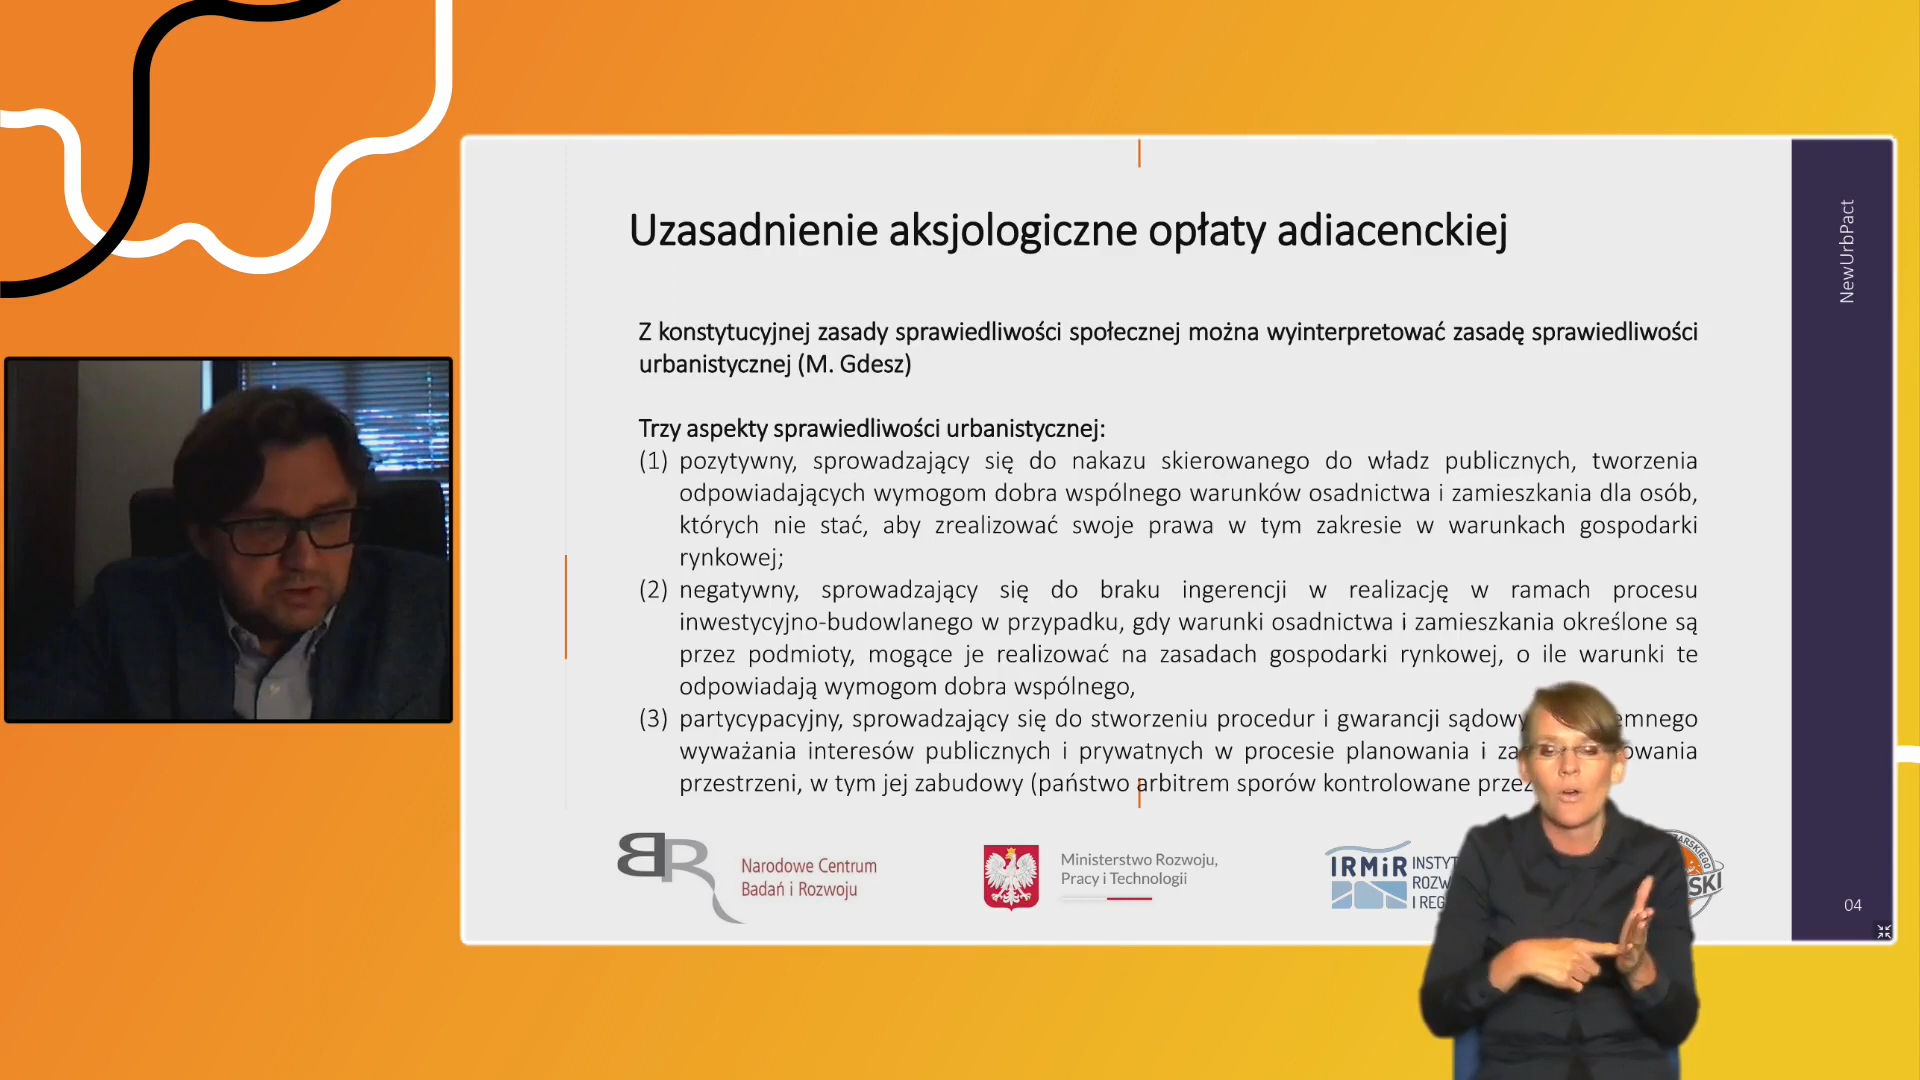 Uzasadnienie aksjologiczne opłaty adiacenckiej
Z konstytucyjnej zasady sprawiedliwości społecznej można wyinterpretować zasadę sprawiedliwości
urbanistycznej (M. Gdesz)
Trzy aspekty sprawiedliwości urbanistycznej:
(1) pozytywny, sprowadzający się do nakazu skierowanego do władz publicznych, tworzenia
odpowiadających wymogom dobra wspólnego warunków osadnictwa i zamieszkania dla osób,
których nie stać, aby zrealizować swoje prawa w tym zakresie w warunkach gospodarki
rynkowej;
(2) negatywny, sprowadzający się do braku ingerencji w realizację w ramach procesu
inwestycyjno-budowlanego w przypadku, gdy warunki osadnictwa i zamieszkania określone są
przez podmioty, mogące je realizować na zasadach gospodarki rynkowej, o ile warunki te
odpowiadają wymogom dobra wspólnego,
(3) partycypacyjny, sprowadzający się do stworzeniu procedur i gwarancji
wyważania interesów publicznych i prywatnych w procesie planowania i
przestrzeni, w tym jej zabudowy (państwo arbitrem sporów kontrolowane przez
NewUrbPact
BR
Narodowe Centrum
Badań i Rozwoju
Ministerstwo Rozwoju,
Pracy i Technologii
IRMiR
04